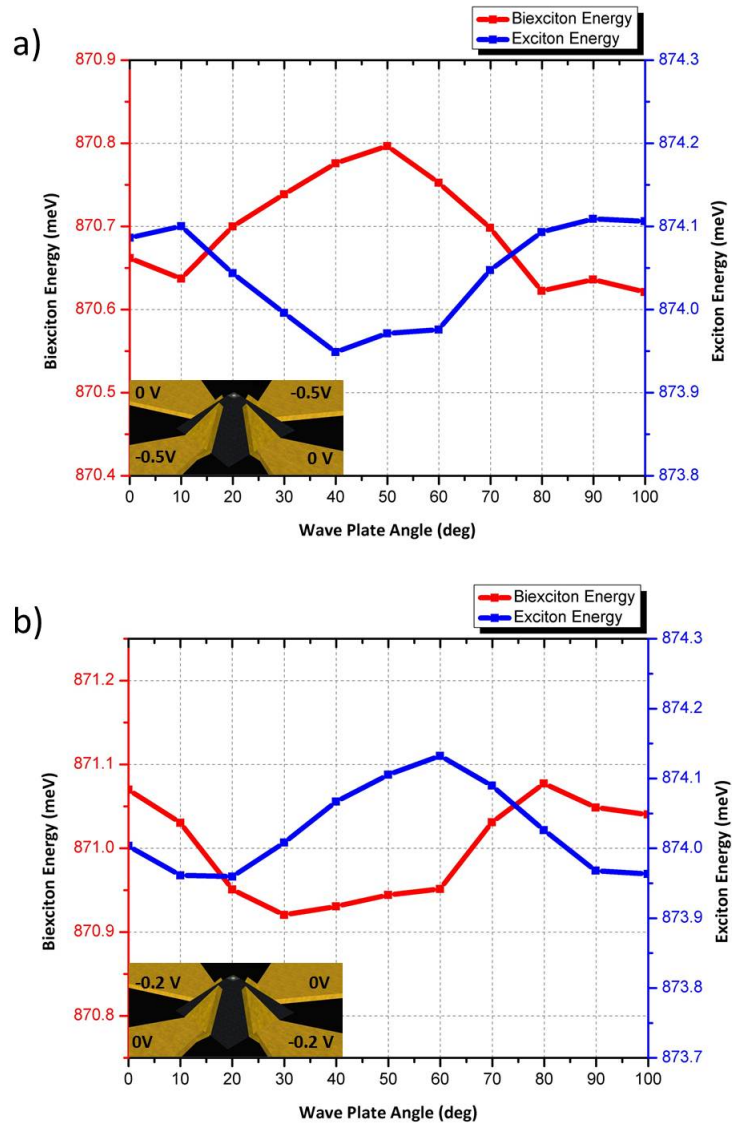 a)
Biexciton Energy
Exciton Energy
870.9
870.8
870.7
870.6
870.5
870.4
Biexciton Energy (meV)
874.3
874.2
874.1
874.0
873.9
873.8
Exciton Energy (meV)
0 V
-0.5V
-0.5V
0 V
0 10 20 30 40 50 60 70 80 90 100
Wave Plate Angle (deg)
b)
Biexciton Energy
Exciton Energy
871.2
871.1
871.0
870.9
870.8
Biexciton Energy (meV)
874.3
874.2
874.1
874.0
873.9
873.8
873.7
Exciton Energy (meV)
-0.2 V
0V
0V
-0.2 V
0 10 20 30 40 50 60 70 80 90 100
Wave Plate Angle (deg)